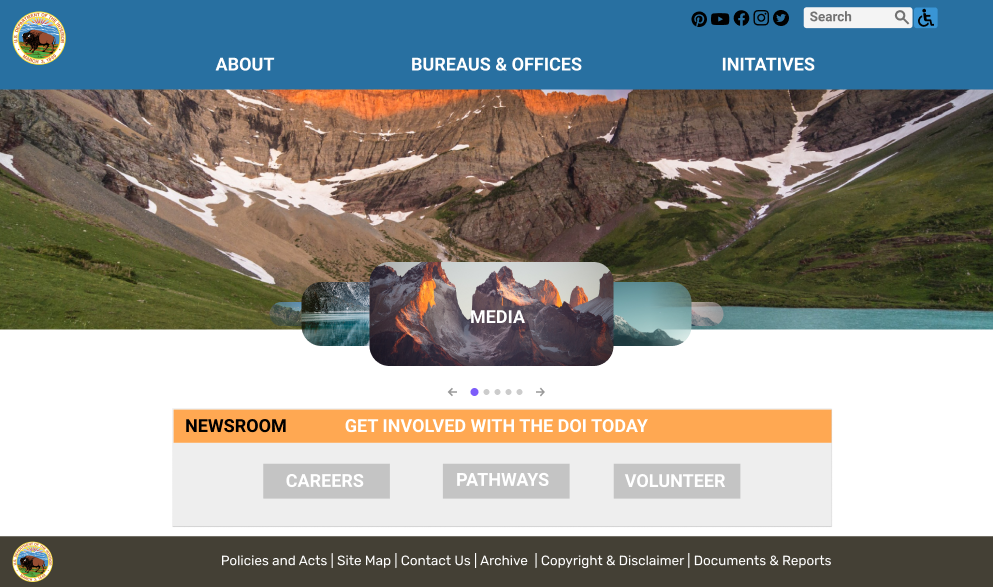 Search
ABOUT BUREAUS & OFFICES INITATIVES
MEDIA
NEWSROOM GET INVOLVED WITH THE DOI TODAY
CAREERS PATHWAYS VOLUNTEER
Policies and Acts | Site Map | Contact Us | Archive | Copyright & Disclaimer | Documents & Reports